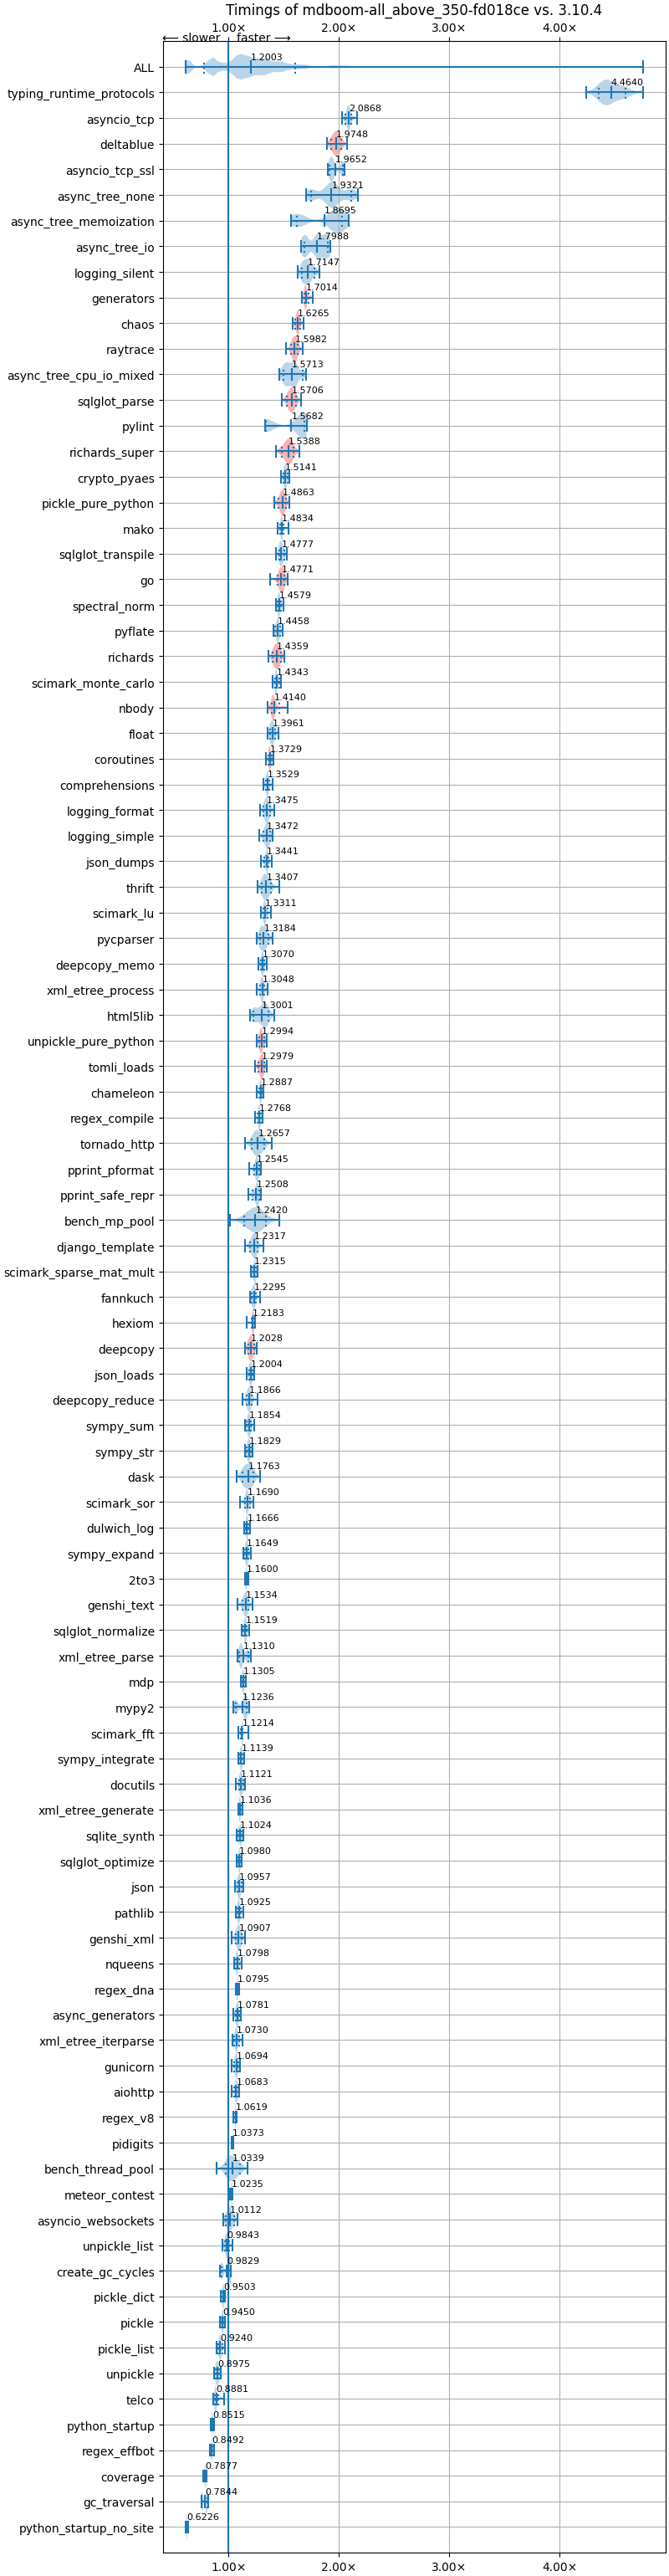 Timings of mdboom-all_above_350-fd018ce vs. 3.10.4
1.00× 2.00× 3.00× 4.00×
⟵ slower faster ⟶
ALL 1.2003
typing_runtime_protocols 4.4640
asyncio_tcp 2.0868
deltablue 1.9748
asyncio_tcp_ssl 1.9652
async_tree_none 1.9321
async_tree_memoization 1.8695
async_tree_io 1.7988
logging_silent 1.7147
generators 1.7014
chaos 1.6265
raytrace 1.5982
async_tree_cpu_io_mixed 1.5713
sqlglot_parse 1.5706
pylint 1.5682
richards_super 1.5388
crypto_pyaes 1.5141
pickle_pure_python 1.4863
mako 1.4834
sqlglot_transpile 1.4777
go 1.4771
spectral_norm 1.4579
pyflate 1.4458
richards 1.4359
scimark_monte_carlo 1.4343
nbody 1.4140
float 1.3961
coroutines 1.3729
comprehensions 1.3529
logging_format 1.3475
logging_simple 1.3472
json_dumps 1.3441
thrift 1.3407
scimark_lu 1.3311
pycparser 1.3184
deepcopy_memo 1.3070
xml_etree_process 1.3048
html5lib 1.3001
unpickle_pure_python 1.2994
tomli_loads 1.2979
chameleon 1.2887
regex_compile 1.2768
tornado_http 1.2657
pprint_pformat 1.2545
pprint_safe_repr 1.2508
bench_mp_pool 1.2420
django_template 1.2317
scimark_sparse_mat_mult 1.2315
fannkuch 1.2295
hexiom 1.2183
deepcopy 1.2028
json_loads 1.2004
deepcopy_reduce 1.1866
sympy_sum 1.1854
sympy_str 1.1829
dask 1.1763
scimark_sor 1.1690
dulwich_log 1.1666
sympy_expand 1.1649
2to3 1.1600
genshi_text 1.1534
sqlglot_normalize 1.1519
xml_etree_parse 1.1310
mdp 1.1305
mypy2 1.1236
scimark_fft 1.1214
sympy_integrate 1.1139
docutils 1.1121
xml_etree_generate 1.1036
sqlite_synth 1.1024
sqlglot_optimize 1.0980
json 1.0957
pathlib 1.0925
genshi_xml 1.0907
nqueens 1.0798
regex_dna 1.0795
async_generators 1.0781
xml_etree_iterparse 1.0730
gunicorn 1.0694
aiohttp 1.0683
regex_v8 1.0619
pidigits 1.0373
bench_thread_pool 1.0339
meteor_contest 1.0235
asyncio_websockets 1.0112
unpickle_list 0.9843
create_gc_cycles 0.9829
pickle_dict 0.9503
pickle 0.9450
pickle_list 0.9240
unpickle 0.8975
telco 0.8881
python_startup 0.8515
regex_effbot 0.8492
coverage 0.7877
gc_traversal 0.7844
python_startup_no_site 0.6226
1.00× 2.00× 3.00× 4.00×